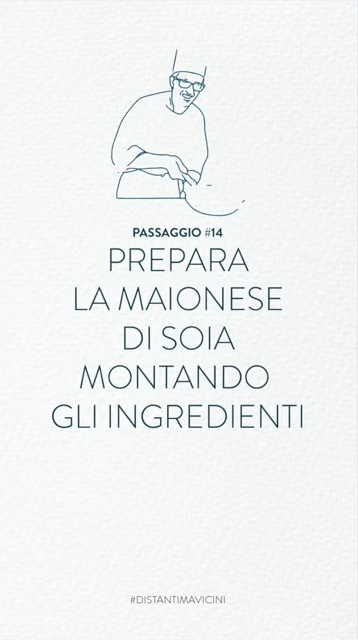 PASSAGGIO #14
PREPARA
LA MAIONESE
DI SOIA
MONTANDO
GLI INGREDIENTI
#DISTANTIMAVICINI